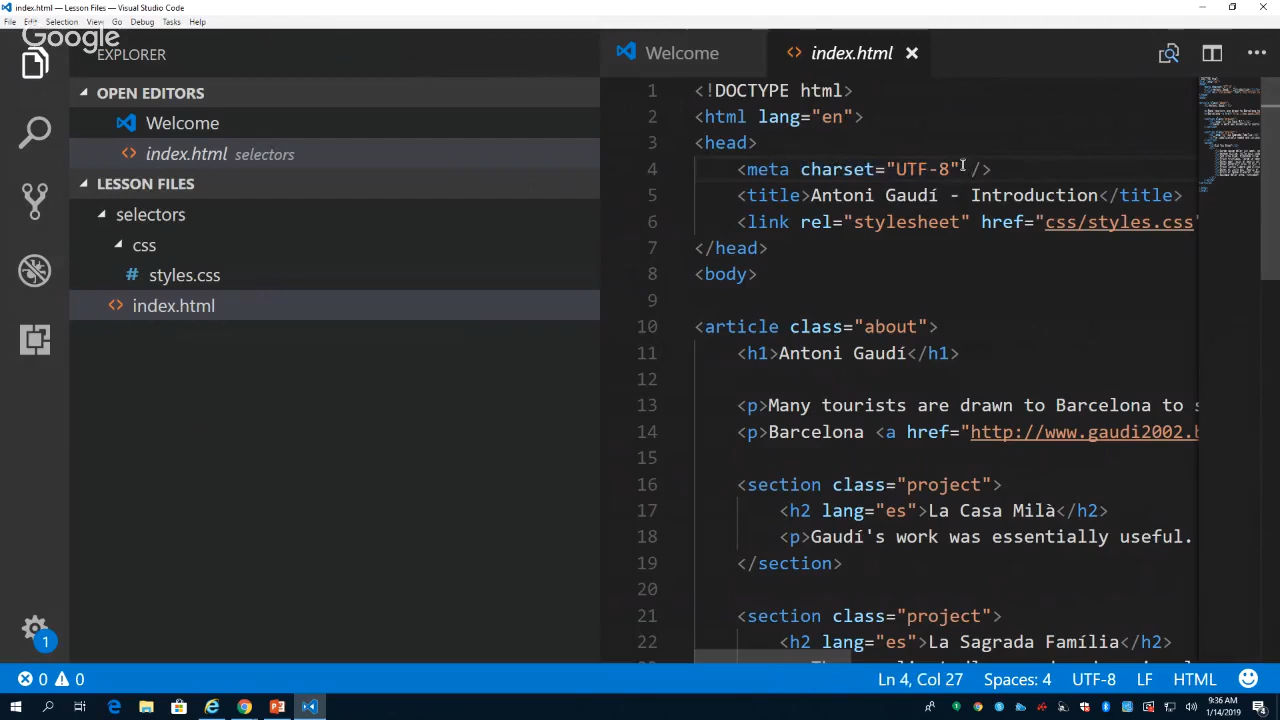 index.html — Lesson Files — Visual Studio Code
File Edit Selection View Go Debug Tasks Help
Google
EXPLORER
OPEN EDITORS
Welcome
index.html selectors
LESSON FILES
selectors
css
# styles.css
<> index.html
1
Welcome
<> index.html ×
1 <!DOCTYPE html>
2 <html lang="en">
3 <head>
4 <meta charset="UTF-8" />
5 <title>Antoni Gaudí - Introduction</title>
6 <link rel="stylesheet" href="css/styles.css"
7 </head>
8 <body>
9
10 <article class="about">
11 <h1>Antoni Gaudí</h1>
12
13 <p>Many tourists are drawn to Barcelona to s
14 <p>Barcelona <a href="http://www.gaudi2002.b
15
16 <section class="project">
17 <h2 lang="es">La Casa Milà</h2>
18 <p>Gaudí's work was essentially useful.
19 </section>
20
21 <section class="project">
22 <h2 lang="es">La Sagrada Família</h2>
0 0 Ln 4, Col 27 Spaces: 4 UTF-8 LF HTML
9:36 AM
1/14/2019